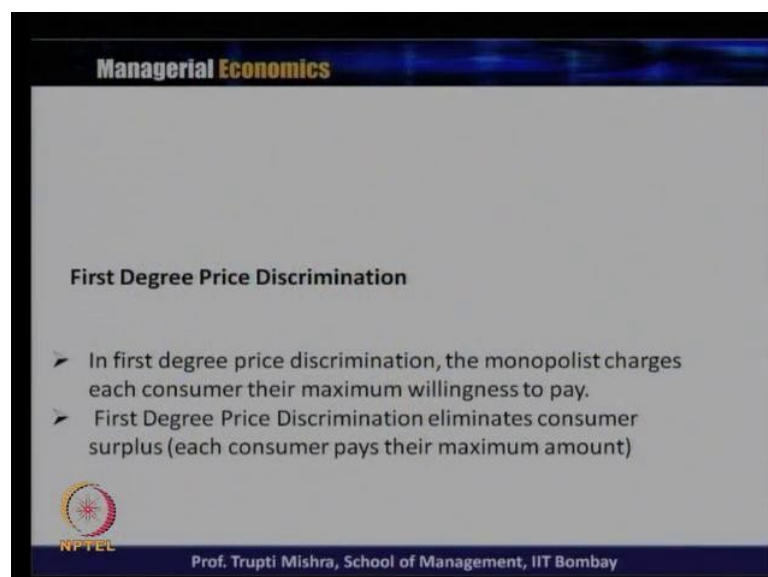 Managerial Economics
First Degree Price Discrimination
➤ In first degree price discrimination, the monopolist charges
each consumer their maximum willingness to pay.
➤ First Degree Price Discrimination eliminates consumer
surplus (each consumer pays their maximum amount)
NPTEL
Prof. Trupti Mishra, School of Management, IIT Bombay